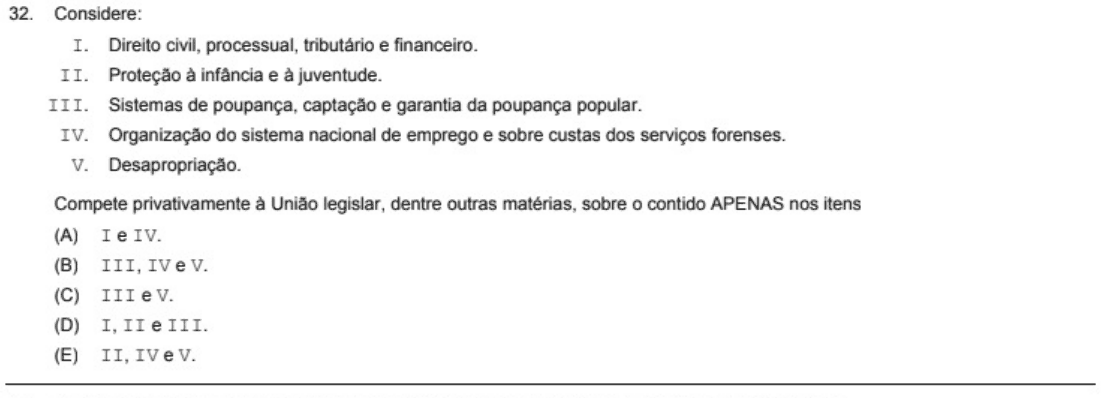 32. Considere:
I. Direito civil, processual, tributário e financeiro.
II. Proteção à infância e à juventude.
III. Sistemas de poupança, captação e garantia da poupança popular.
IV. Organização do sistema nacional de emprego e sobre custas dos serviços forenses.
V. Desapropriação.
Compete privativamente à União legislar, dentre outras matérias, sobre o contido APENAS nos itens
(A) I e IV.
(B) III, IV e V.
(C) III e V.
(D) I, II e III.
(E) II, IV e V.